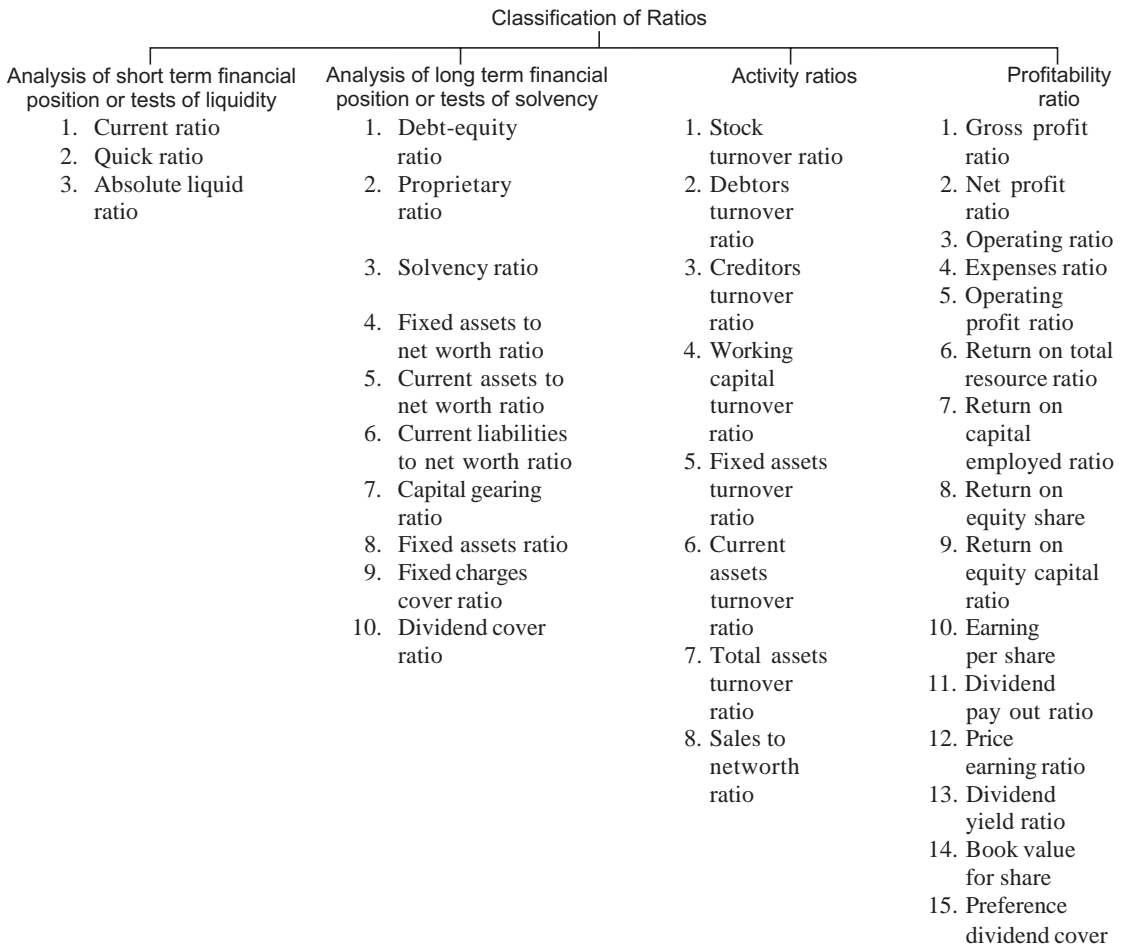 Classification of Ratios
Analysis of short term financial
position or tests of liquidity
1. Current ratio
2. Quick ratio
3. Absolute liquid
ratio
Analysis of long term financial
position or tests of solvency
1. Debt-equity
ratio
2. Proprietary
ratio
3. Solvency ratio
4. Fixed assets to
net worth ratio
5. Current assets to
net worth ratio
6. Current liabilities
to net worth ratio
7. Capital gearing
ratio
8. Fixed assets ratio
9. Fixed charges
cover ratio
10. Dividend cover
ratio
Activity ratios
1. Stock
turnover ratio
2. Debtors
turnover
ratio
3. Creditors
turnover
ratio
4. Working
capital
turnover
ratio
5. Fixed assets
turnover
ratio
6. Current
assets
turnover
ratio
7. Total assets
turnover
ratio
8. Sales to
networth
ratio
Profitability
ratio
1. Gross profit
ratio
2. Net profit
ratio
3. Operating ratio
4. Expenses ratio
5. Operating
profit ratio
6. Return on total
resource ratio
7. Return on
capital
employed ratio
8. Return on
equity share
9. Return on
equity capital
ratio
10. Earning
per share
11. Dividend
pay out ratio
12. Price
earning ratio
13. Dividend
yield ratio
14. Book value
for share
15. Preference
dividend cover